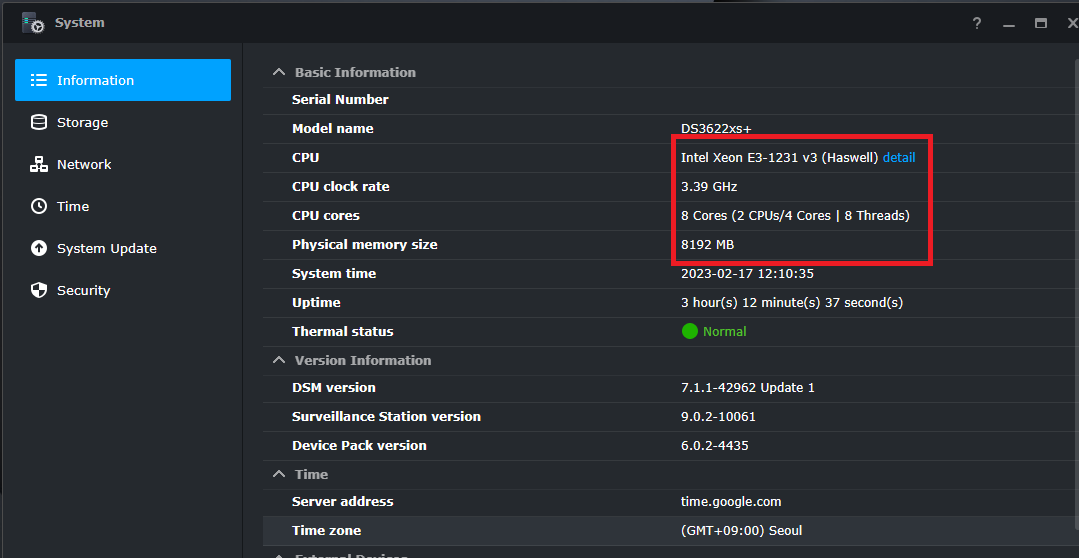 System
?
Information
Storage
Network
Time
System Update
Security
Basic Information
Serial Number
Model name DS3622xs+
CPU Intel Xeon E3-1231 v3 (Haswell) detail
CPU clock rate 3.39 GHz
CPU cores 8 Cores (2 CPUs/4 Cores | 8 Threads)
Physical memory size 8192 MB
System time 2023-02-17 12:10:35
Uptime 3 hour(s) 12 minute(s) 37 second(s)
Thermal status Normal
Version Information
DSM version 7.1.1-42962 Update 1
Surveillance Station version 9.0.2-10061
Device Pack version 6.0.2-4435
Time
Server address time.google.com
Time zone (GMT+09:00) Seoul
External Devices